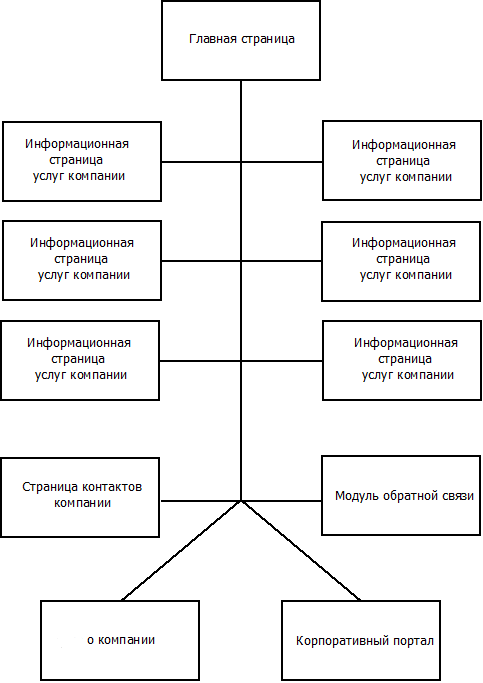 Главная страница
Информационная
страница
услуг компании
Информационная
страница
услуг компании
Информационная
страница
услуг компании
Информационная
страница
услуг компании
Информационная
страница
услуг компании
Информационная
страница
услуг компании
Страница контактов
компании
Модуль обратной связи
о компании
Корпоративный портал